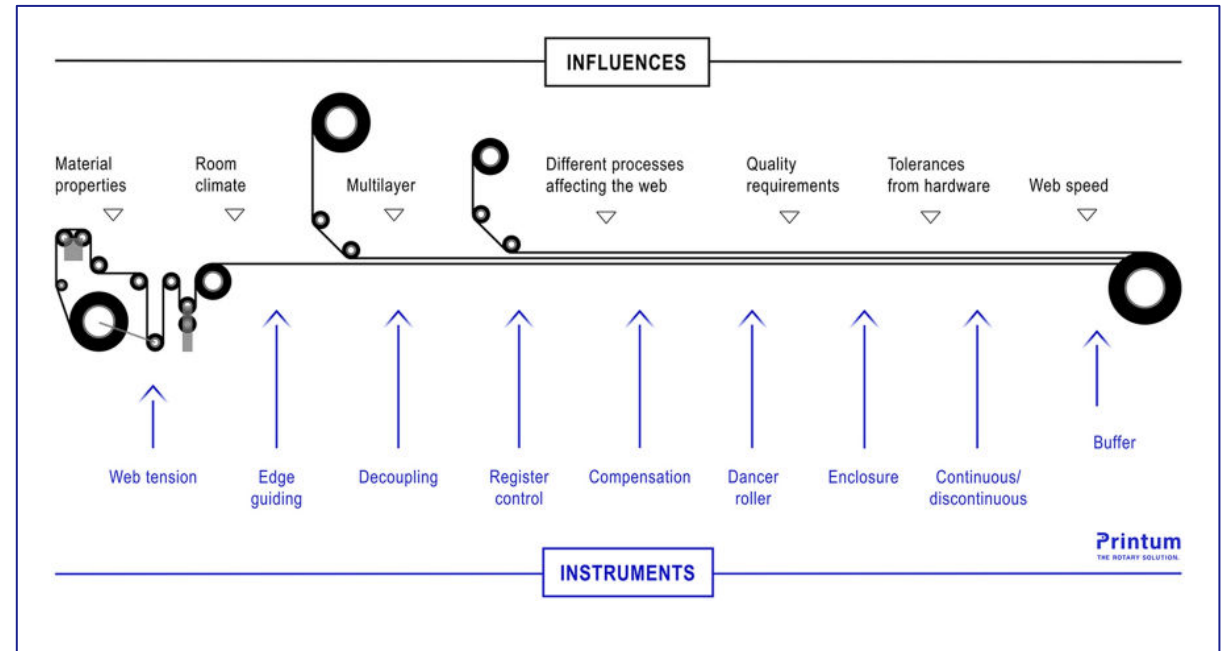 INFLUENCES
Material
properties
Room
climate
Multilayer
Different processes
affecting the web
Quality
requirements
Tolerances
from hardware
Web speed
Web tension
Edge
guiding
Decoupling
Register
control
Compensation
Dancer
roller
Enclosure
Continuous/
discontinuous
Buffer
Printum
THE ROTARY SOLUTION.
INSTRUMENTS